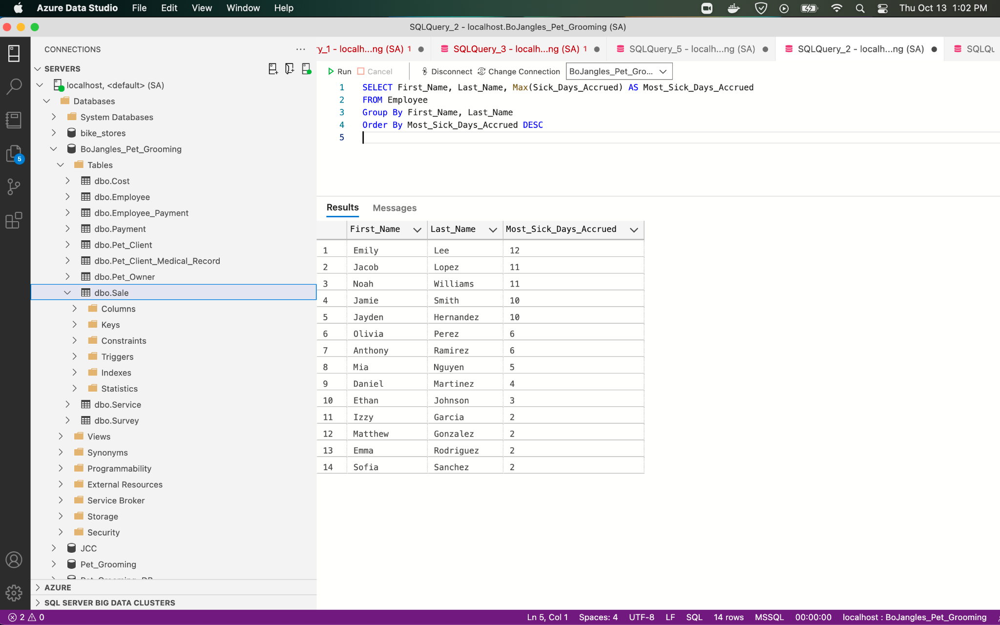 Azure Data Studio File Edit View Window Help Thu Oct 13 1:02 PM
SQLQuery_2 - localhost.BoJangles_Pet_Grooming (SA)
CONNECTIONS
SERVERS
localhost, <default> (SA)
Databases
System Databases
bike_stores
BoJangles_Pet_Grooming
Tables
dbo.Cost
dbo.Employee
dbo.Employee_Payment
dbo.Payment
dbo.Pet_Client
dbo.Pet_Client_Medical_Record
dbo.Pet_Owner
dbo.Sale
Columns
Keys
Constraints
Triggers
Indexes
Statistics
dbo.Service
dbo.Survey
Views
Synonyms
Programmability
External Resources
Service Broker
Storage
Security
JCC
Pet_Grooming
AZURE
SQL SERVER BIG DATA CLUSTERS
5
ry_1 - localh...ng (SA) 1 SQLQuery_3 - localh...ng (SA) 1 SQLQuery_5 - localh...ng (SA) SQLQuery_2 - localh...ng (SA) SQLQu
Run Cancel Disconnect Change Connection BoJangles_Pet_Gro...
1 SELECT First_Name, Last_Name, Max(Sick_Days_Accrued) AS Most_Sick_Days_Accrued
2 FROM Employee
3 Group By First_Name, Last_Name
4 Order By Most_Sick_Days_Accrued DESC
5
Results Messages
First_Name Last_Name Most_Sick_Days_Accrued
1 Emily Lee 12
2 Jacob Lopez 11
3 Noah Williams 11
4 Jamie Smith 10
5 Jayden Hernandez 10
6 Olivia Perez 6
7 Anthony Ramirez 6
8 Mia Nguyen 5
9 Daniel Martinez 4
10 Ethan Johnson 3
11 Izzy Garcia 2
12 Matthew Gonzalez 2
13 Emma Rodriguez 2
14 Sofia Sanchez 2
2 0 Ln 5, Col 1 Spaces: 4 UTF-8 LF SQL 14 rows MSSQL 00:00:00 localhost : BoJangles_Pet_Grooming